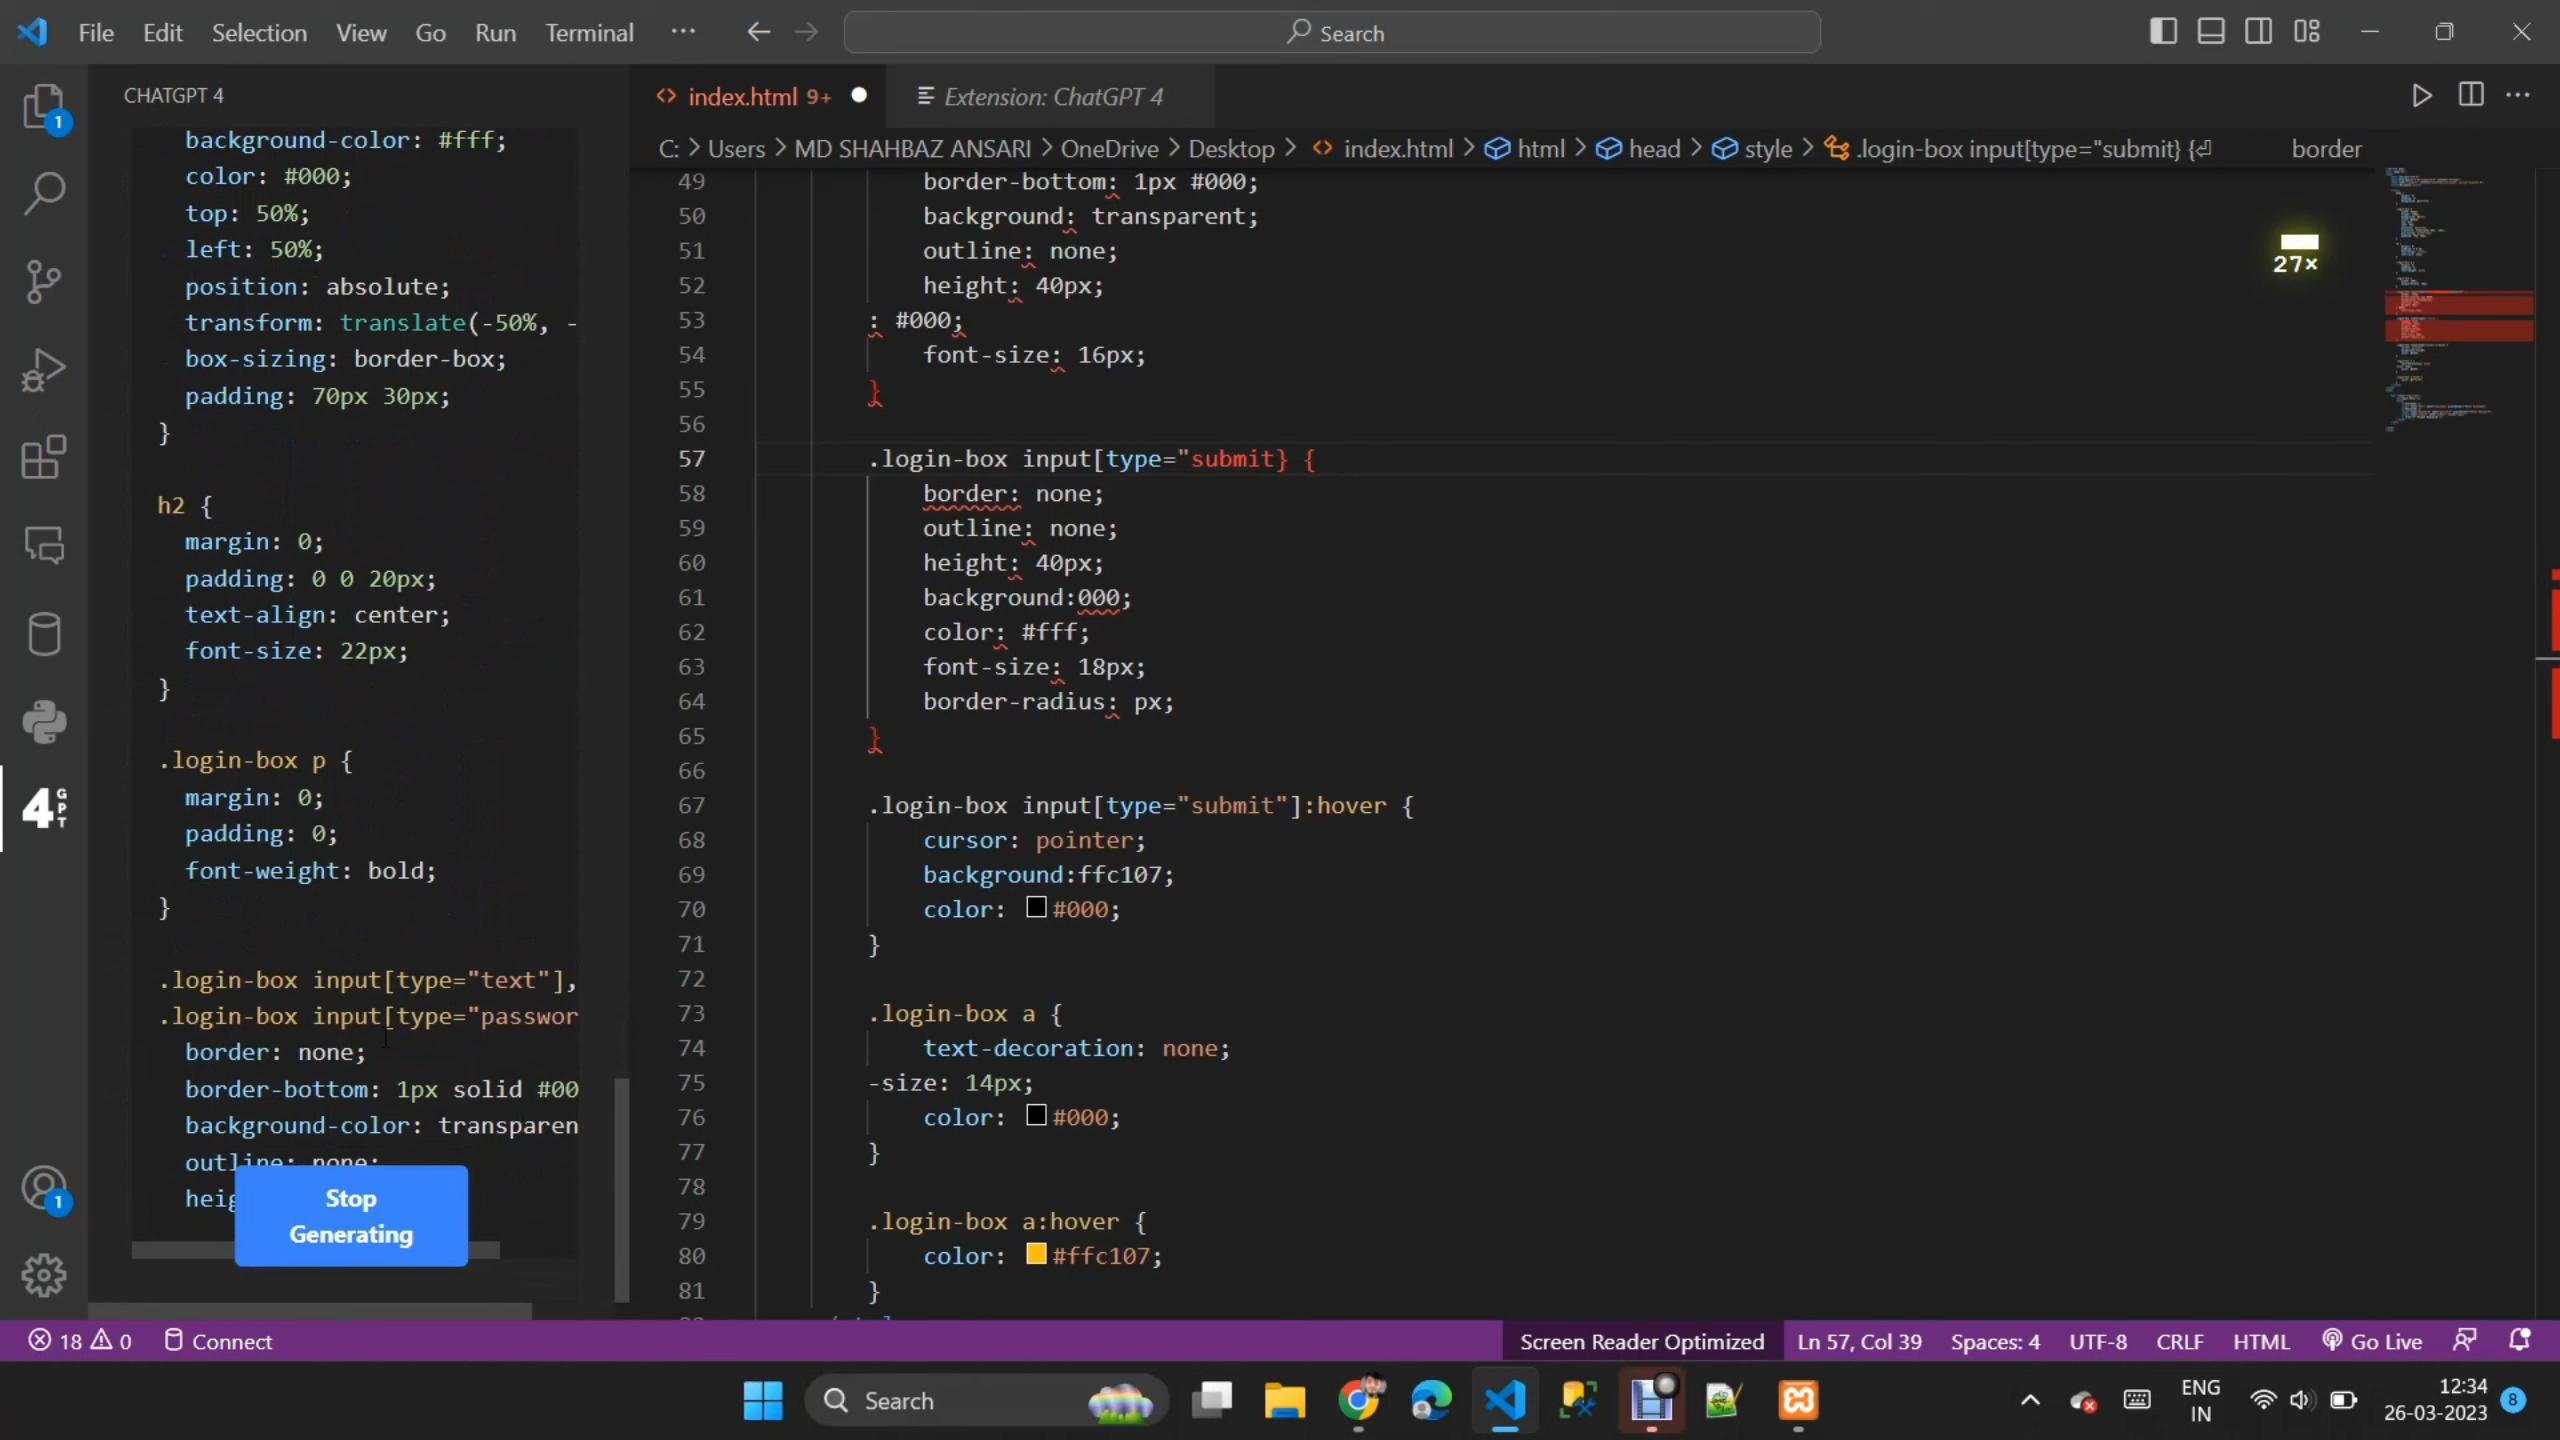 File Edit Selection View Go Run Terminal ··· Search
CHATGPT 4
index.html 9+
Extension: ChatGPT 4
C: > Users > MD SHAHBAZ ANSARI > OneDrive > Desktop > index.html > html > head > style > .login-box input[type="submit} { border
1
background-color: #fff;
color: #000;
top: 50%;
left: 50%;
position: absolute;
transform: translate(-50%, -
box-sizing: border-box;
padding: 70px 30px;
}
h2 {
margin: 0;
padding: 0 0 20px;
text-align: center;
font-size: 22px;
}
.login-box p {
margin: 0;
padding: 0;
font-weight: bold;
}
.login-box input[type="text"],
.login-box input[type="passwor
border: none;
border-bottom: 1px solid #00
background-color: transparen
outline: none;
heig
Stop
Generating
4 GPT
1
49 border-bottom: 1px #000;
50 background: transparent;
51 outline: none;
52 height: 40px;
53 : #000;
54 font-size: 16px;
55 }
56
57 .login-box input[type="submit} {
58 border: none;
59 outline: none;
60 height: 40px;
61 background:000;
62 color: #fff;
63 font-size: 18px;
64 border-radius: px;
65 }
66
67 .login-box input[type="submit"]:hover {
68 cursor: pointer;
69 background:ffc107;
70 color: #000;
71 }
72
73 .login-box a {
74 text-decoration: none;
75 -size: 14px;
76 color: #000;
77 }
78
79 .login-box a:hover {
80 color: #ffc107;
81 }
27×
18 0 Connect
Screen Reader Optimized Ln 57, Col 39 Spaces: 4 UTF-8 CRLF HTML Go Live
Search
ENG
IN
12:34
26-03-2023
8